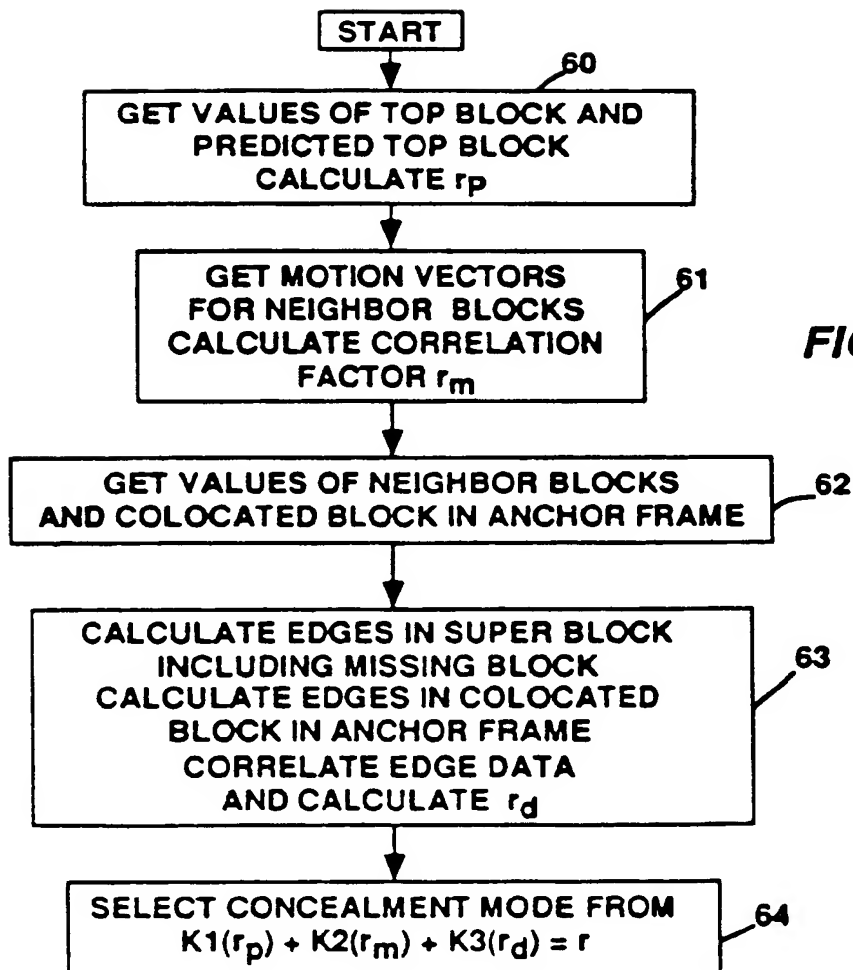 START
60
GET VALUES OF TOP BLOCK AND
PREDICTED TOP BLOCK
CALCULATE rp
GET MOTION VECTORS
FOR NEIGHBOR BLOCKS
CALCULATE CORRELATION
FACTOR rm
61
FIG
GET VALUES OF NEIGHBOR BLOCKS
AND COLOCATED BLOCK IN ANCHOR FRAME
62
CALCULATE EDGES IN SUPER BLOCK
INCLUDING MISSING BLOCK
CALCULATE EDGES IN COLOCATED
BLOCK IN ANCHOR FRAME
CORRELATE EDGE DATA
AND CALCULATE rd
63
SELECT CONCEALMENT MODE FROM
K1(rp) + K2(rm) + K3(rd) = r
64